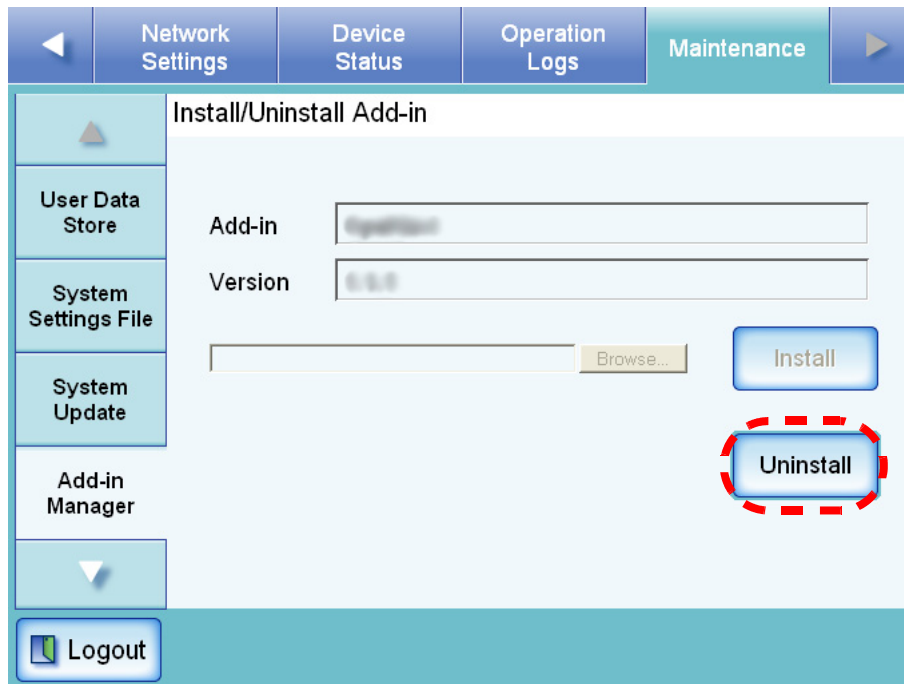 Network
Settings
Device
Status
Operation
Logs
Maintenance
Install/Uninstall Add-in
User Data
Store
System
Settings File
System
Update
Add-in
Manager
Add-in
Version
Browse...
Install
Uninstall
Logout